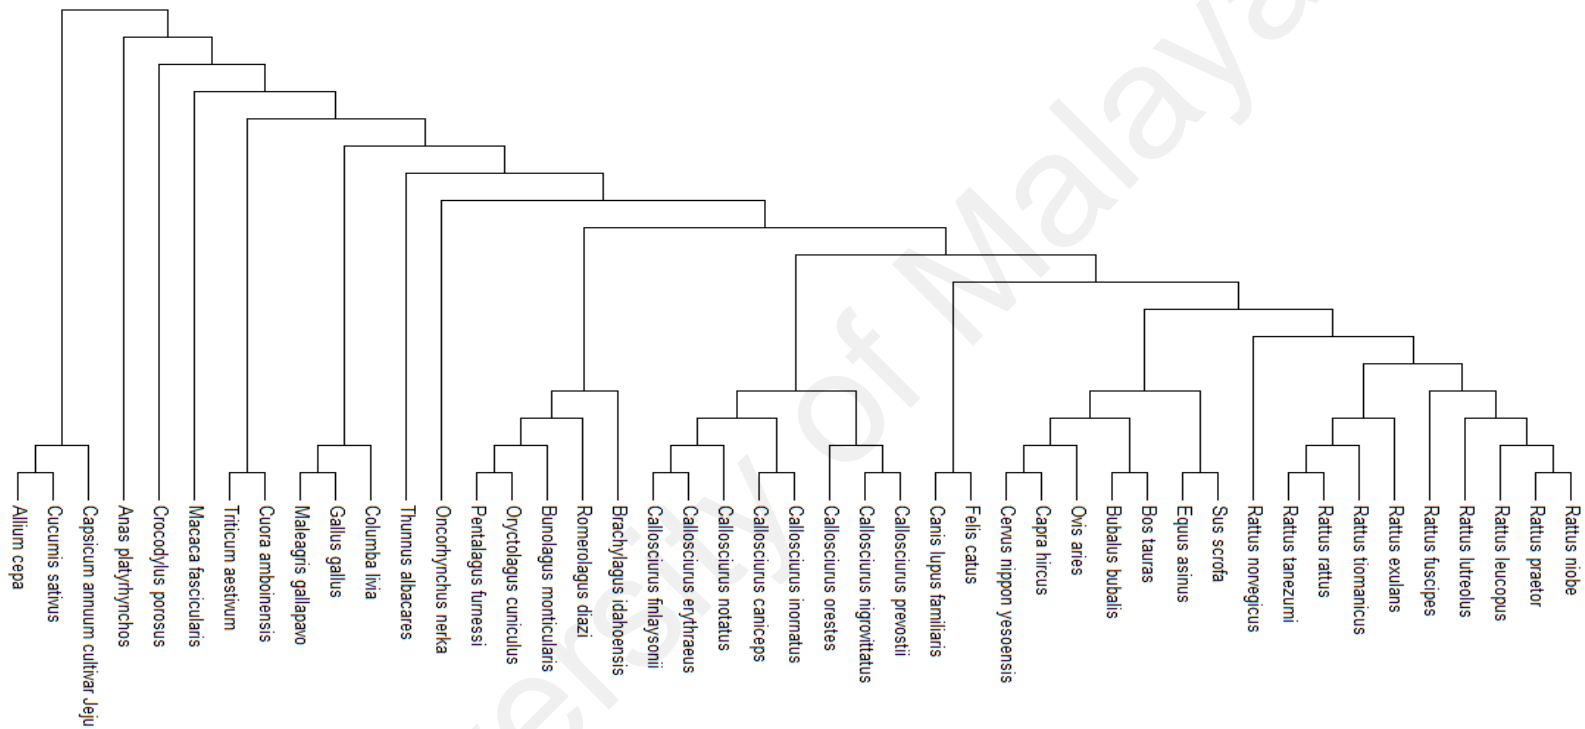 Allium cepa
Cucumis sativus
Capsicum annuum cultivar Jeju
Anas platyrhynchos
Crocodylus porosus
Macaca fascicularis
Triticum aestivum
Cuora amboinensis
Maleagris gallapavo
Gallus gallus
Columba livia
Thunnus albacares
Oncorhynchus nerka
Pentalagus furnessi
Oryctolagus cuniculus
Bunolagus monticularis
Romerolagus diazi
Brachylagus idahoensis
Callosciurus finlaysonii
Callosciurus erythraeus
Callosciurus notatus
Callosciurus caniceps
Callosciurus inornatus
Callosciurus orestes
Callosciurus nigrovittatus
Callosciurus prevostii
Canis lupus familiaris
Felis catus
Cervus nippon yesoensis
Capra hircus
Ovis aries
Bubalus bubalis
Bos tauras
Equus asinus
Sus scrofa
Rattus norvegicus
Rattus tanezumi
Rattus rattus
Rattus tiomanicus
Rattus exulans
Rattus fuscipes
Rattus lutreolus
Rattus leucopus
Rattus praetor
Rattus niobe
ersity of Malaya